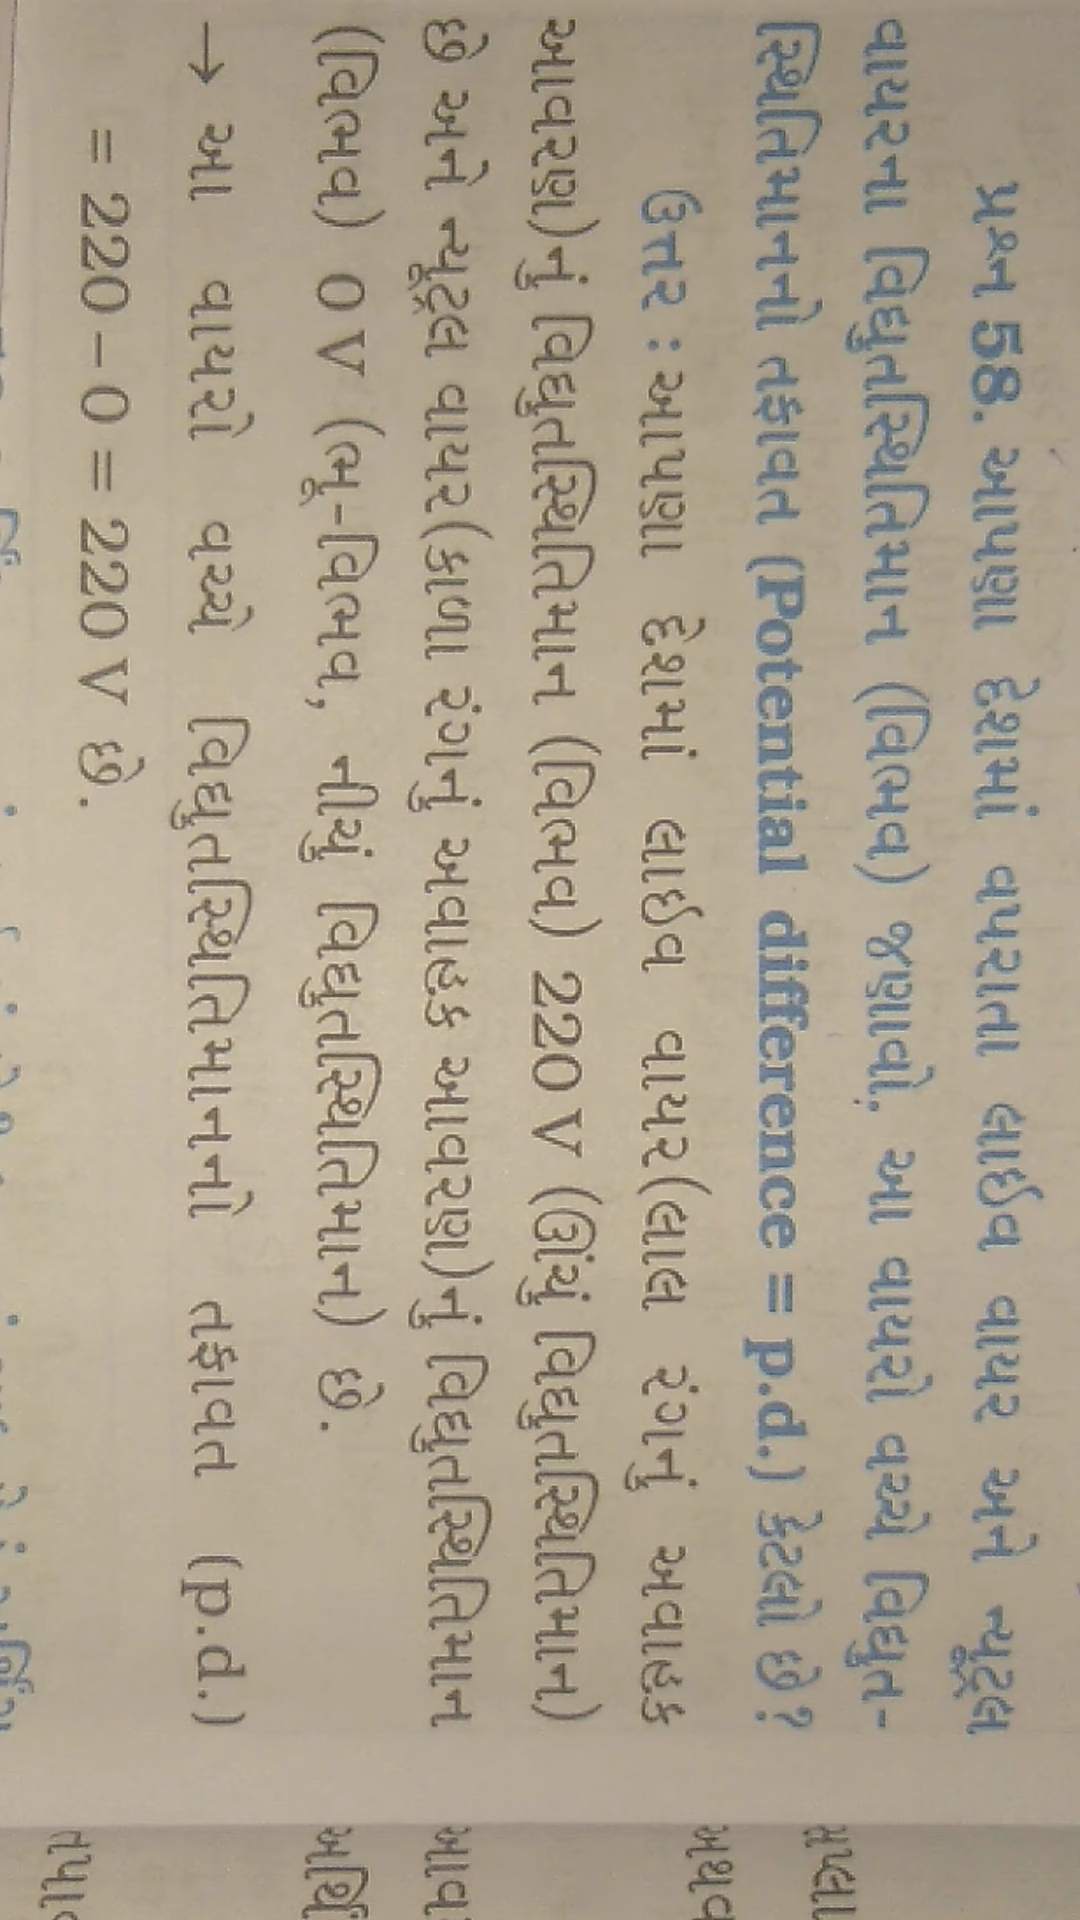 પ્રશ્ન 58. આપણા દેશમાં વપરાતા લાઇવ વાયર અને ન્યૂટ્રલ
વાયરના વિદ્યુતસ્થિતિમાન (વિભવ) જણાવો. આ વાયરો વચ્ચે વિદ્યુત-
સ્થિતિમાનનો તફાવત (Potential difference = p.d.) કેટલો છે?
ઉત્તર : આપણા દેશમાં લાઇવ વાયર(લાલ રંગનું અવાહક
આવરણ)નું વિદ્યુતસ્થિતિમાન (વિભવ) 220 V (ઊંચું વિદ્યુતસ્થિતિમાન)
છે અને ન્યૂટ્રલ વાયર(કાળા રંગનું અવાહક આવરણ)નું વિદ્યુતસ્થિતિમાન
(વિભવ) 0 V (ભૂ-વિભવ, નીચું વિદ્યુતસ્થિતિમાન) છે.
→ આ વાયરો વચ્ચે વિદ્યુતસ્થિતિમાનનો તફાવત (p.d.)
= 220 – 0 = 220 V છે.